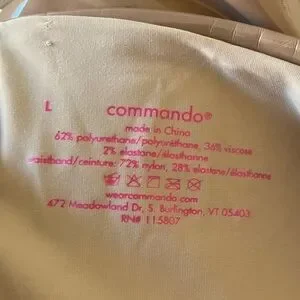 L commando®
made in China
62% polyurethane/polyuréthane, 36% viscose
2% elastane/élasthanne
waistband/ceinture: 72% nylon, 28% elastane/élasthanne
wearcommando.com
472 Meadowland Dr, S. Burlington, VT 05403
RN# 115807